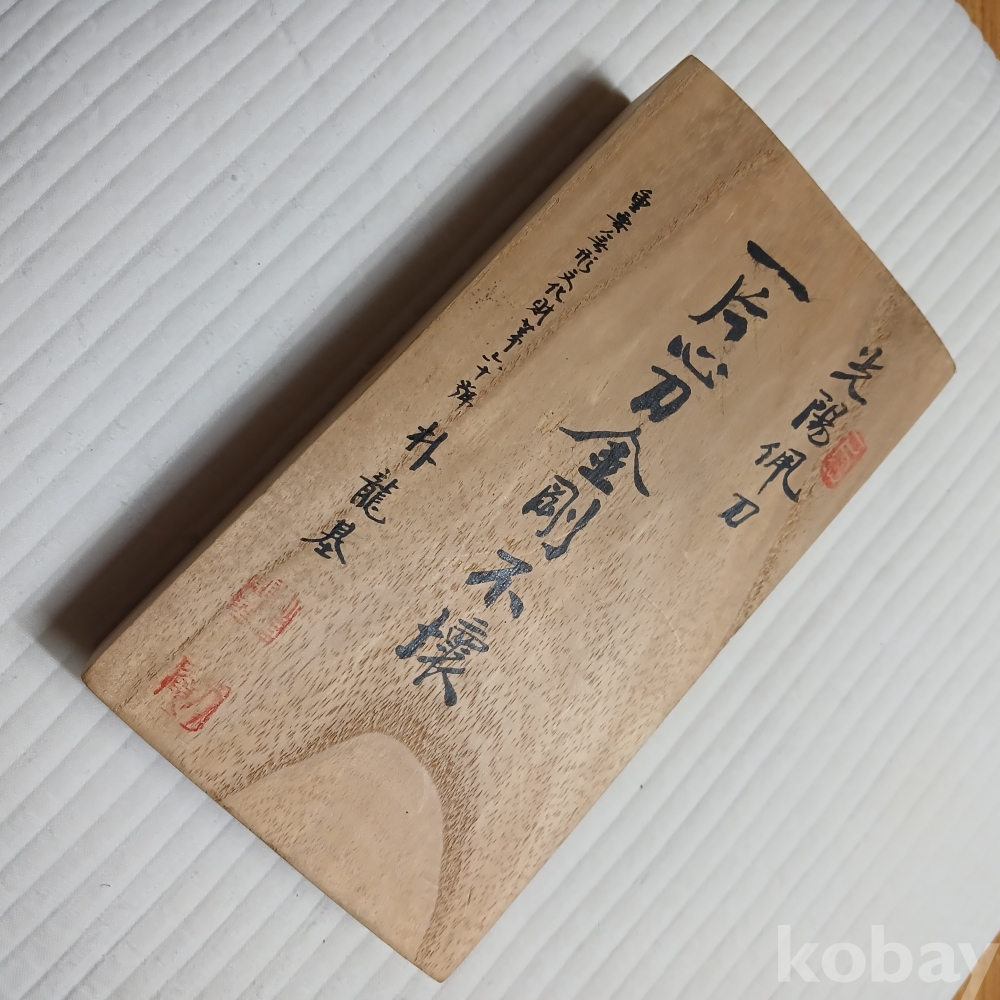 光陽佩刀
一片心刀金剛不壞
重要無形文化財第六十號 朴龍基
kobay